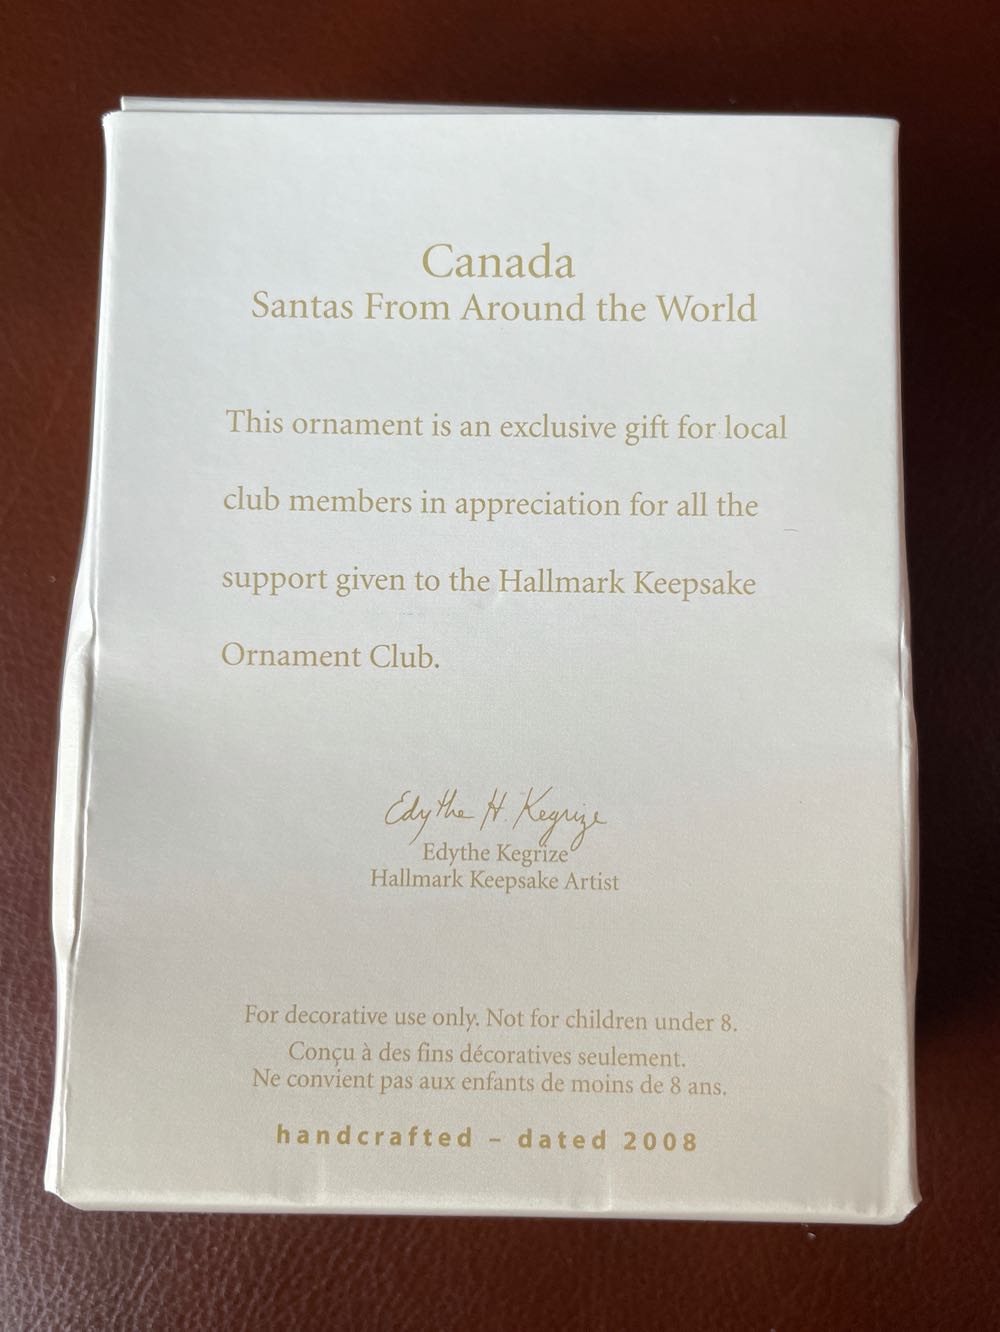 Canada
Santas From Around the World
This ornament is an exclusive gift for local
club members in appreciation for all the
support given to the Hallmark Keepsake
Ornament Club.
Edythe H. Kegrize
Edythe Kegrize
Hallmark Keepsake Artist
For decorative use only. Not for children under 8.
Conçu à des fins décoratives seulement.
Ne convient pas aux enfants de moins de 8 ans.
handcrafted – dated 2008